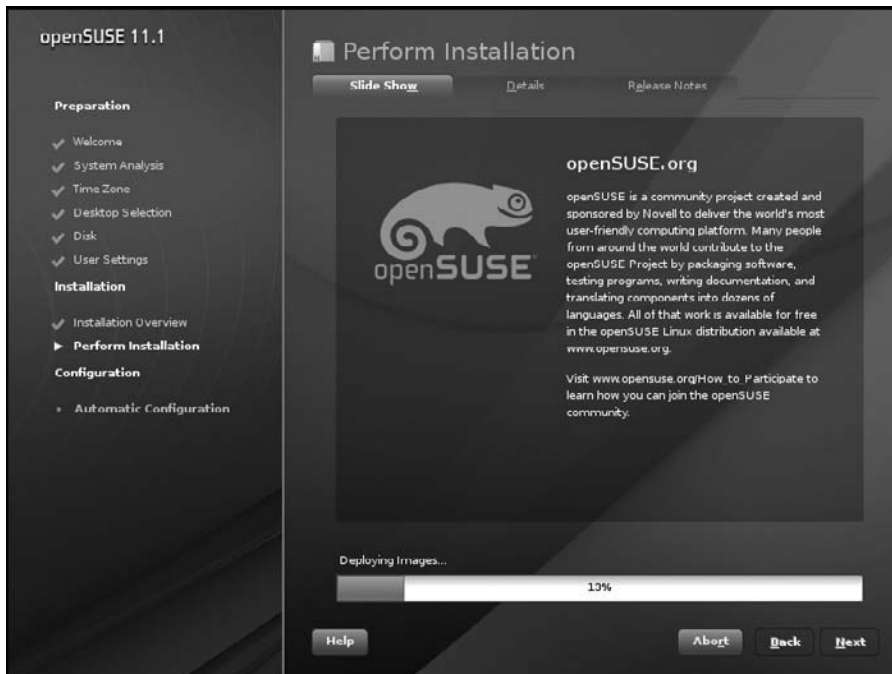 openSUSE 11.1
Preparation
Welcome
System Analysis
Time Zone
Desktop Selection
Disk
User Settings
Installation
Installation Overview
Perform Installation
Configuration
Automatic Configuration
Perform Installation
Slide Show
Details
Release Notes
openSUSE
openSUSE.org
openSUSE is a community project created and
sponsored by Novell to deliver the world's most
user-friendly computing platform. Many people
from around the world contribute to the
openSUSE Project by packaging software,
testing programs, writing documentation, and
translating components into dozens of
languages. All of that work is available for free
in the openSUSE Linux distribution available at
www.opensuse.org.
Visit www.opensuse.org/How_to_Participate to
learn how you can join the openSUSE
community.
Deploying Images...
13%
Help
Abort
Back
Next